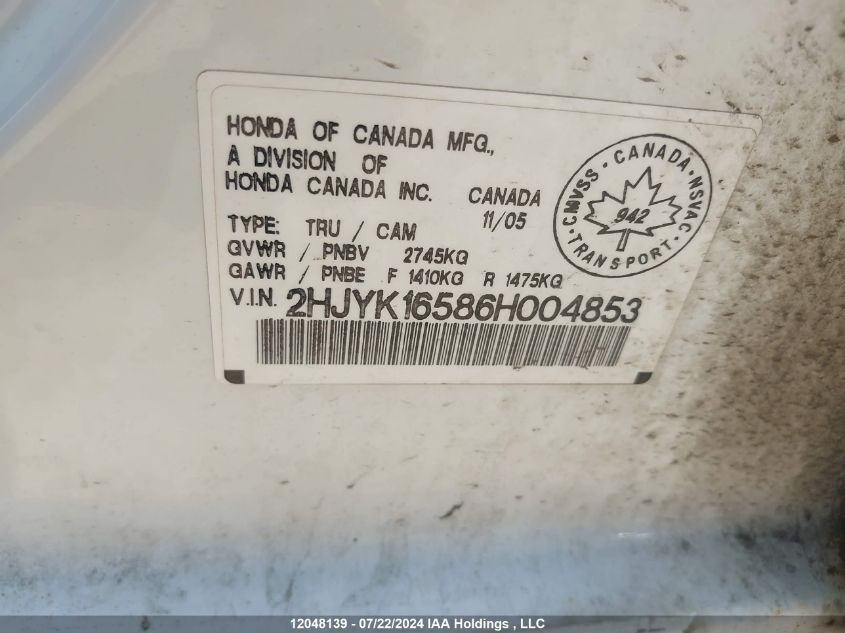 HONDA OF CANADA MFG.,
A DIVISION OF
HONDA CANADA INC. CANADA
11/05
TYPE: TRU / CAM
GVWR / PNBV 2745KG
GAWR / PNBE F 1410KG R 1475KG
V.I.N. 2HJYK16586H004853
CMVSS · CANADA · NSVAC
942
· TRANSPORT ·
12048139 - 07/22/2024 IAA Holdings , LLC